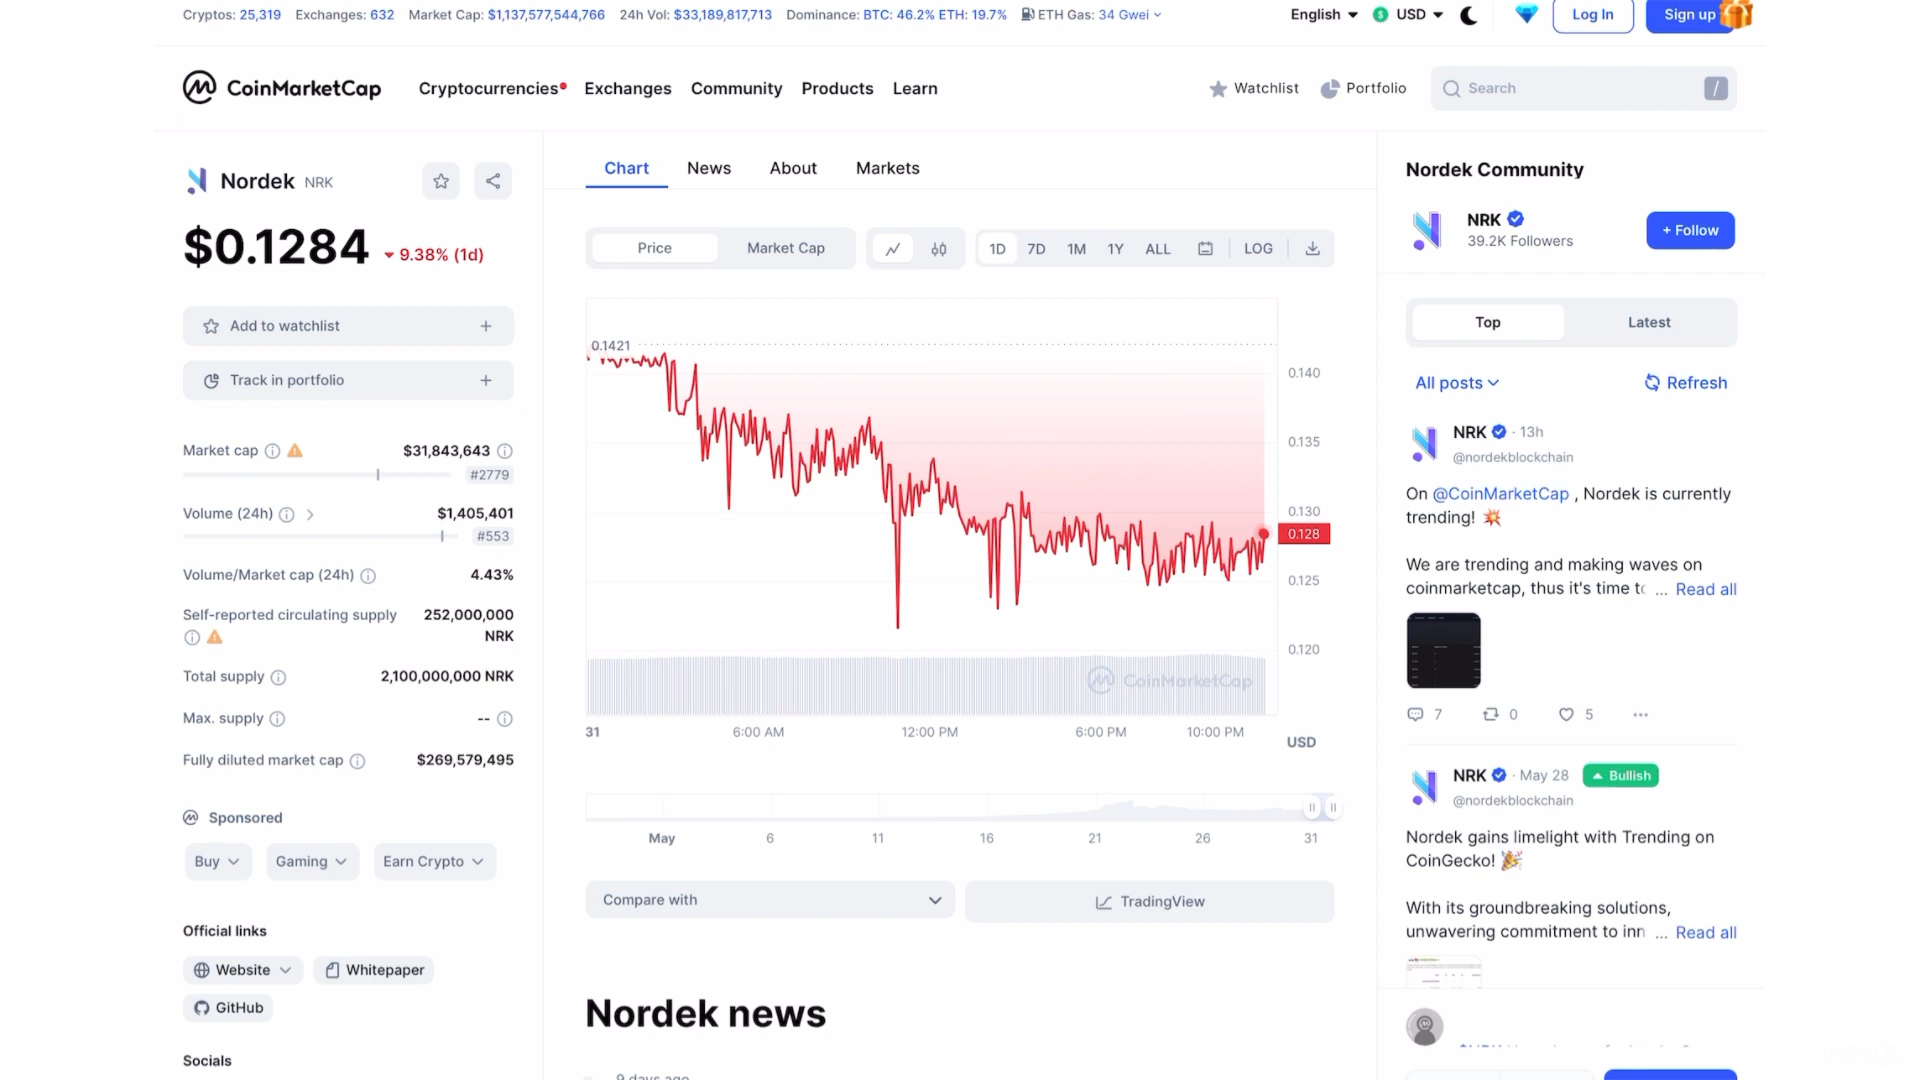 Cryptos: 25,319 Exchanges: 632 Market Cap: $1,137,577,544,766 24h Vol: $33,189,817,713 Dominance: BTC: 46.2% ETH: 19.7% ETH Gas: 34 Gwei English USD Log In Sign up
CoinMarketCap Cryptocurrencies Exchanges Community Products Learn Watchlist Portfolio Search /
Nordek NRK
$0.1284 9.38% (1d)
Add to watchlist +
Track in portfolio +
Market cap $31,843,643
#2779
Volume (24h) $1,405,401
#553
Volume/Market cap (24h) 4.43%
Self-reported circulating supply 252,000,000
NRK
Total supply 2,100,000,000 NRK
Max. supply --
Fully diluted market cap $269,579,495
Sponsored
Buy Gaming Earn Crypto
Official links
Website Whitepaper
GitHub
Socials
Chart News About Markets
Price Market Cap 1D 7D 1M 1Y ALL LOG
0.1421
0.140
0.135
0.130
0.128
0.125
0.120
CoinMarketCap
31 6:00 AM 12:00 PM 6:00 PM 10:00 PM
USD
May 6 11 16 21 26 31
Compare with TradingView
Nordek news
9 days ago
Nordek Community
NRK
39.2K Followers
+ Follow
Top Latest
All posts Refresh
NRK · 13h
@nordekblockchain
On @CoinMarketCap , Nordek is currently
trending! 💥
We are trending and making waves on
coinmarketcap, thus it's time to ... Read all
7 0 5
NRK · May 28 Bullish
@nordekblockchain
Nordek gains limelight with Trending on
CoinGecko! 🎉
With its groundbreaking solutions,
unwavering commitment to inn ... Read all